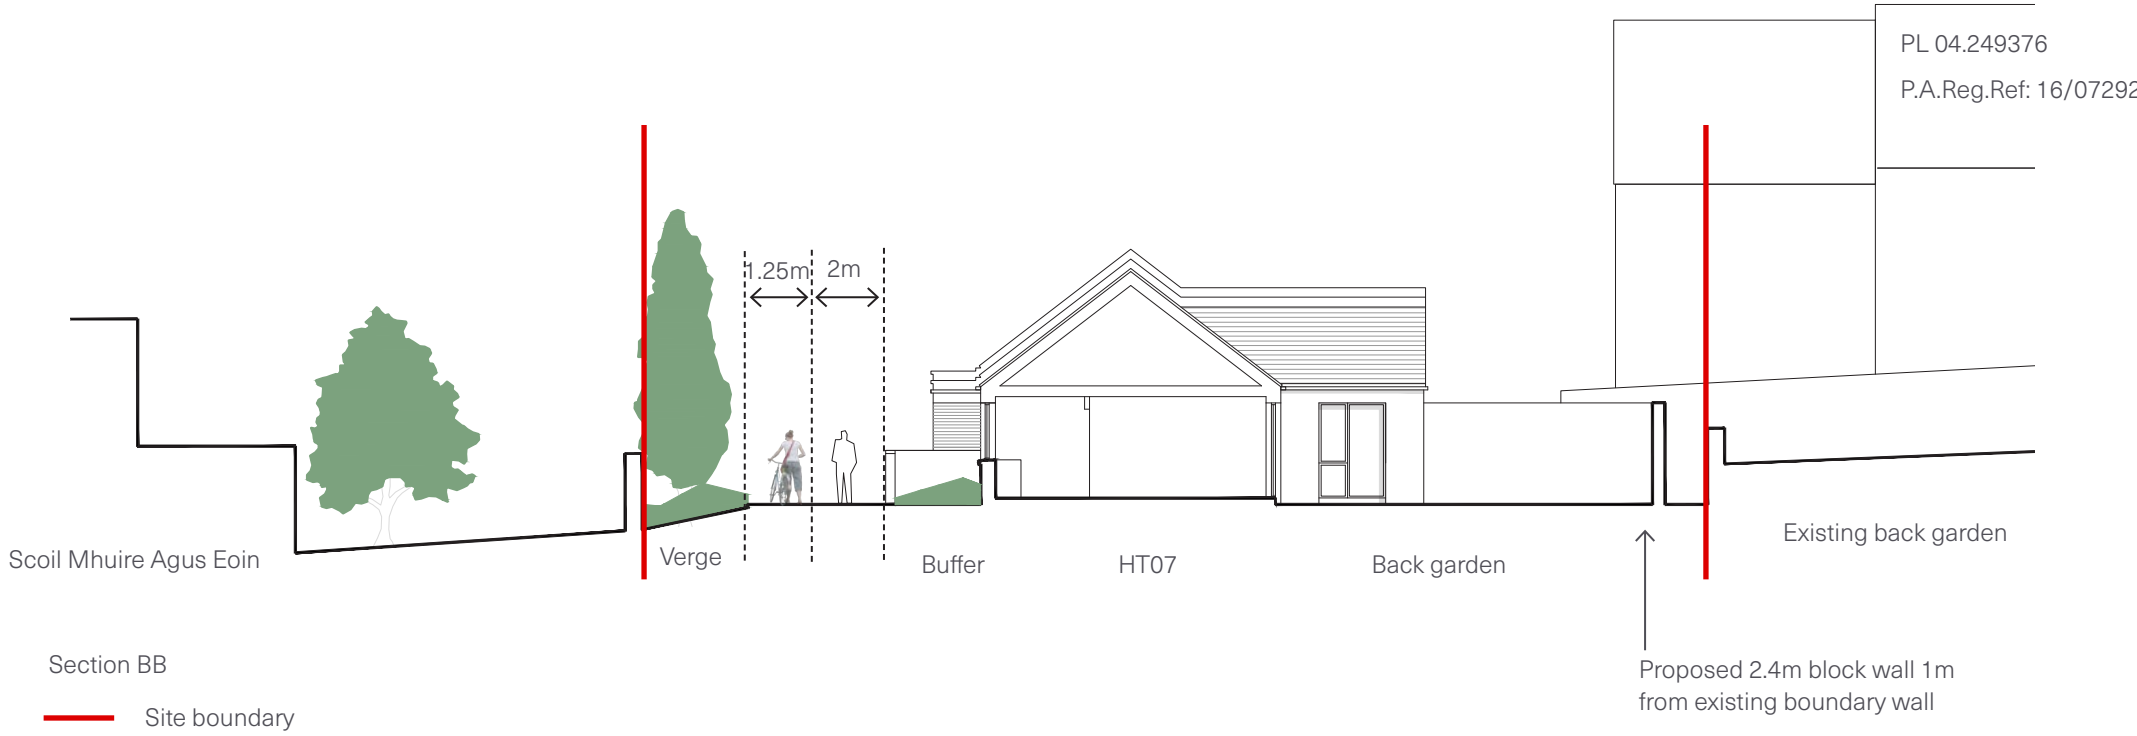 PL 04.249376
P.A.Reg.Ref: 16/07292
1.25m
2m
Scoil Mhuire Agus Eoin
Verge
Buffer
HT07
Back garden
Existing back garden
Section BB
Site boundary
Proposed 2.4m block wall 1m
from existing boundary wall